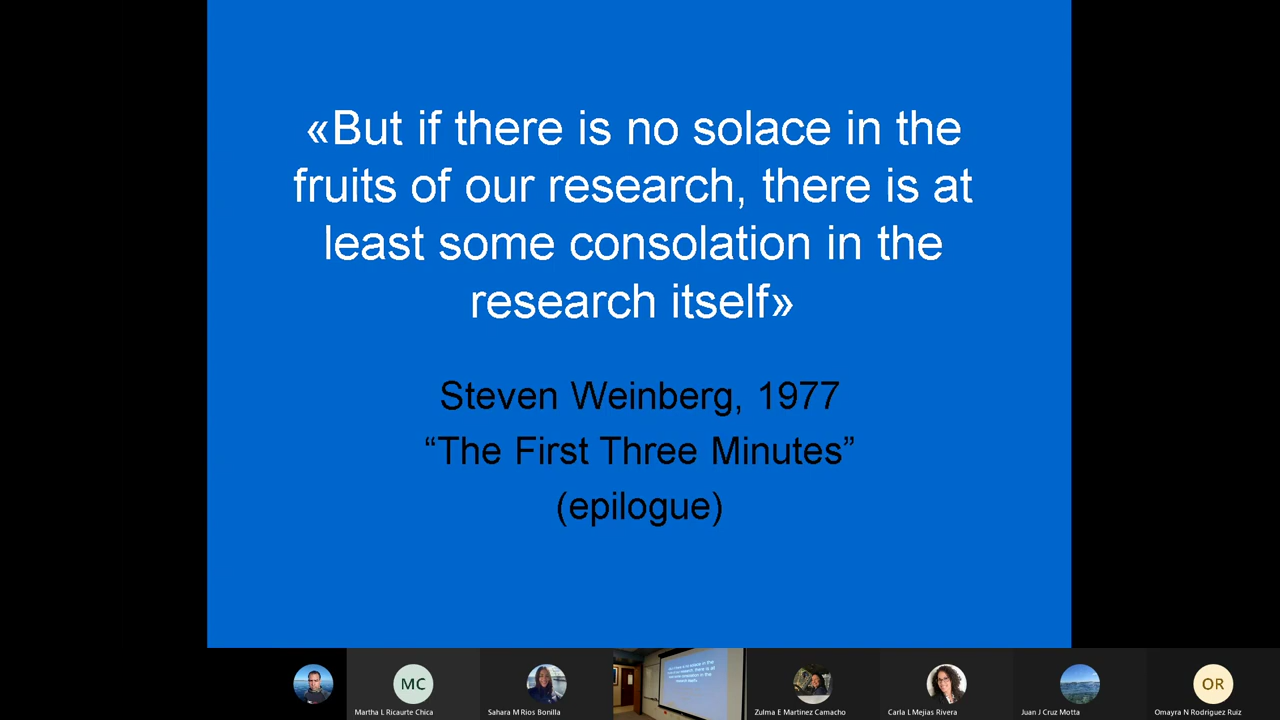 «But if there is no solace in the
fruits of our research, there is at
least some consolation in the
research itself»
Steven Weinberg, 1977
“The First Three Minutes”
(epilogue)
MC
OR
Martha L Ricaurte Chica
Sahara M Rios Bonilla
Zulma E Martinez Camacho
Carla L Mejias Rivera
Juan J Cruz Motta
Omayra N Rodriguez Ruiz